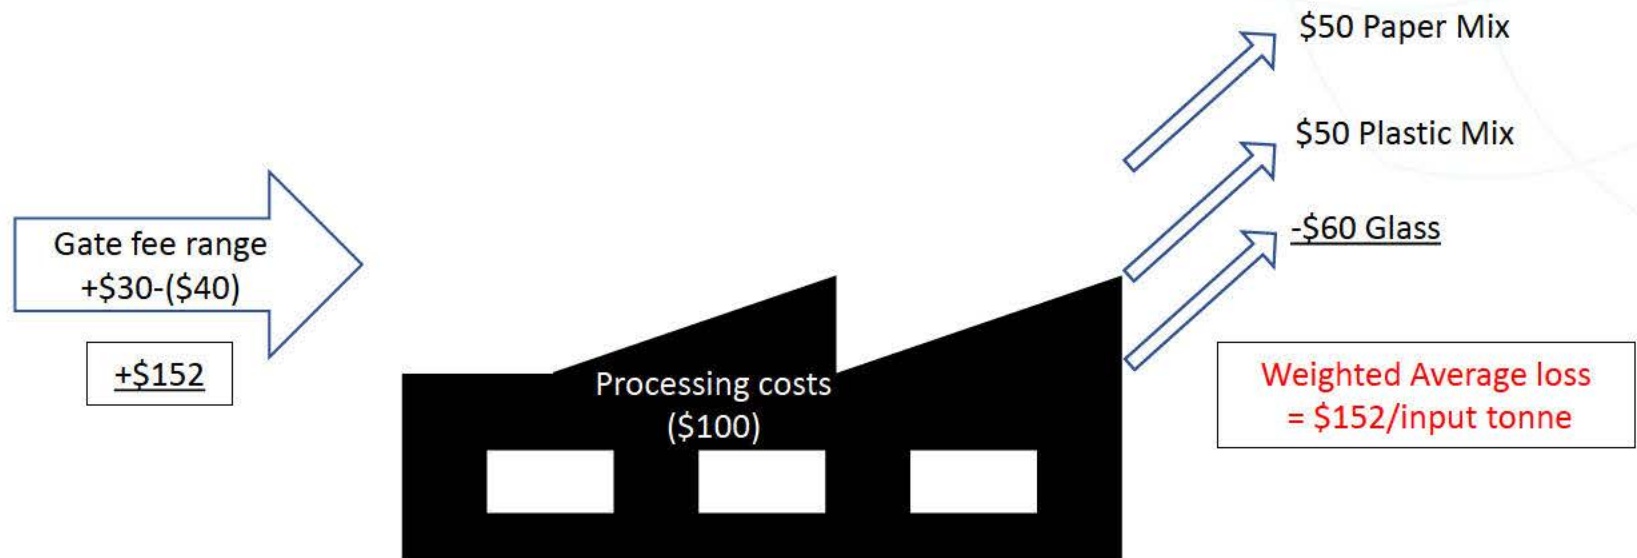 $50 Paper Mix
$50 Plastic Mix
-$60 Glass
Gate fee range
+$30-($40)
+$152
Processing costs
($100)
Weighted Average loss
= $152/input tonne